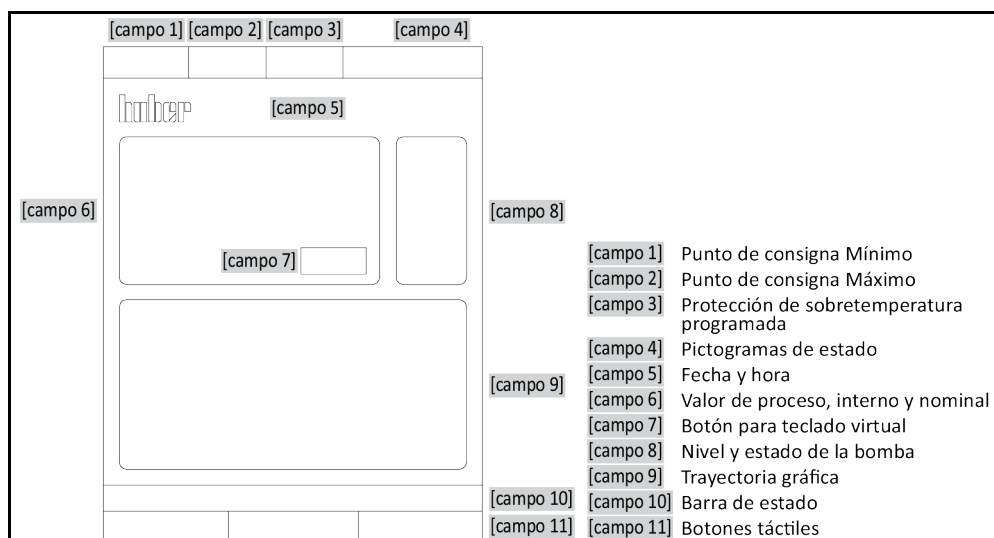 [campo 1] [campo 2] [campo 3] [campo 4]
huber
[campo 5]
[campo 6]
[campo 7]
[campo 8]
[campo 9]
[campo 10]
[campo 11]
[campo 1] Punto de consigna Mínimo
[campo 2] Punto de consigna Máximo
[campo 3] Protección de sobretemperatura
programada
[campo 4] Pictogramas de estado
[campo 5] Fecha y hora
[campo 6] Valor de proceso, interno y nominal
[campo 7] Botón para teclado virtual
[campo 8] Nivel y estado de la bomba
[campo 9] Trayectoria gráfica
[campo 10] Barra de estado
[campo 11] Botones táctiles